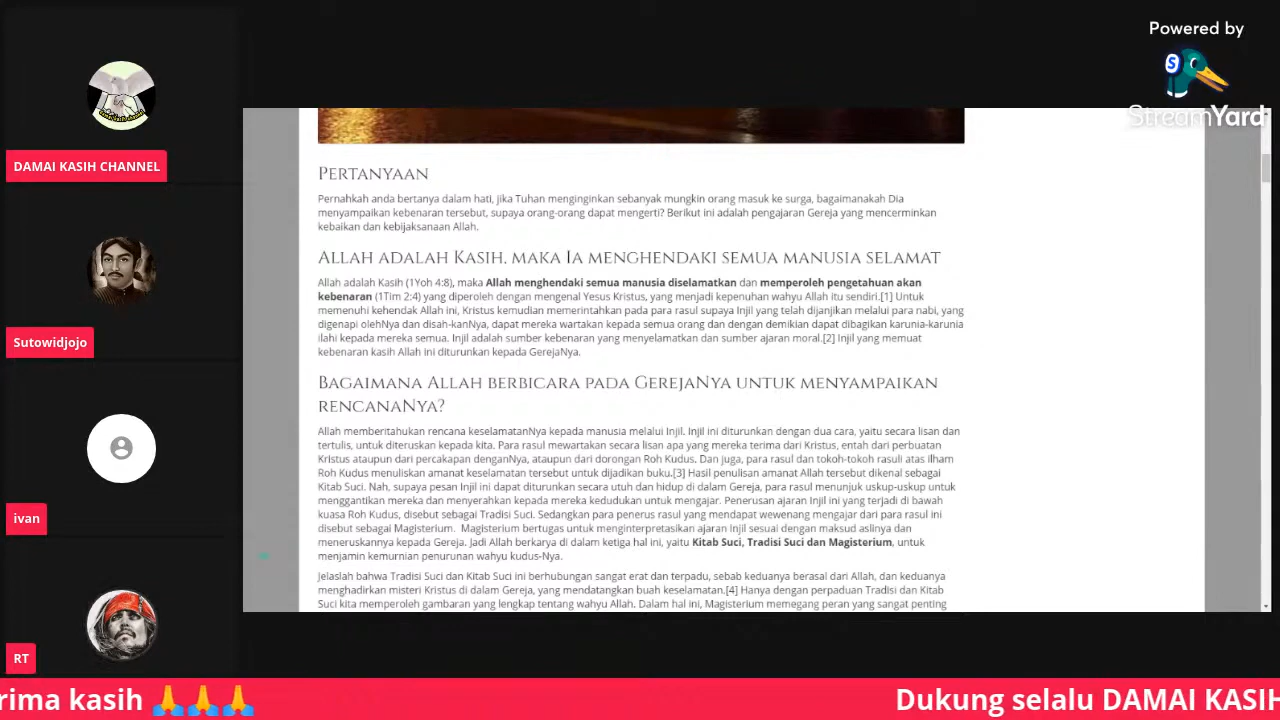 Powered by
S
StreamYard
DAMAI KASIH CHANNEL
Sutowidjojo
ivan
RT
PERTANYAAN
Pernahkah anda bertanya dalam hati, jika Tuhan menginginkan sebanyak mungkin orang masuk ke surga, bagaimanakah Dia
menyampaikan kebenaran tersebut, supaya orang-orang dapat mengerti? Berikut ini adalah pengajaran Gereja yang mencerminkan
kebaikan dan kebijaksanaan Allah.
ALLAH ADALAH KASIH, MAKA IA MENGHENDAKI SEMUA MANUSIA SELAMAT
Allah adalah Kasih (1Yoh 4:8), maka Allah menghendaki semua manusia diselamatkan dan memperoleh pengetahuan akan
kebenaran (1Tim 2:4) yang diperoleh dengan mengenal Yesus Kristus, yang menjadi kepenuhan wahyu Allah itu sendiri.[1] Untuk
memenuhi kehendak Allah ini, Kristus kemudian memerintahkan pada para rasul supaya Injil yang telah dijanjikan melalui para nabi, yang
digenapi olehNya dan disah-kanNya, dapat mereka wartakan kepada semua orang dan dengan demikian dapat dibagikan karunia-karunia
ilahi kepada mereka semua. Injil adalah sumber kebenaran yang menyelamatkan dan sumber ajaran moral.[2] Injil yang memuat
kebenaran kasih Allah ini diturunkan kepada GerejaNya.
BAGAIMANA ALLAH BERBICARA PADA GEREJANYA UNTUK MENYAMPAIKAN
RENCANANYA?
Allah memberitahukan rencana keselamatanNya kepada manusia melalui Injil. Injil ini diturunkan dengan dua cara, yaitu secara lisan dan
tertulis, untuk diteruskan kepada kita. Para rasul mewartakan secara lisan apa yang mereka terima dari Kristus, entah dari perbuatan
Kristus ataupun dari percakapan denganNya, ataupun dari dorongan Roh Kudus. Dan juga, para rasul dan tokoh-tokoh rasuli atas ilham
Roh Kudus menuliskan amanat keselamatan tersebut untuk dijadikan buku.[3] Hasil penulisan amanat Allah tersebut dikenal sebagai
Kitab Suci. Nah, supaya pesan Injil ini dapat diturunkan secara utuh dan hidup di dalam Gereja, para rasul menunjuk uskup-uskup untuk
menggantikan mereka dan menyerahkan kepada mereka kedudukan untuk mengajar. Penerusan ajaran Injil ini yang terjadi di bawah
kuasa Roh Kudus, disebut sebagai Tradisi Suci. Sedangkan para penerus rasul yang mendapat wewenang mengajar dari para rasul ini
disebut sebagai Magisterium. Magisterium bertugas untuk menginterpretasikan ajaran Injil sesuai dengan maksud aslinya dan
meneruskannya kepada Gereja. Jadi Allah berkarya di dalam ketiga hal ini, yaitu Kitab Suci, Tradisi Suci dan Magisterium, untuk
menjamin kemurnian penurunan wahyu kudus-Nya.
Jelaslah bahwa Tradisi Suci dan Kitab Suci ini berhubungan sangat erat dan terpadu, sebab keduanya berasal dari Allah, dan keduanya
menghadirkan misteri Kristus di dalam Gereja, yang mendatangkan buah keselamatan.[4] Hanya dengan perpaduan Tradisi dan Kitab
Suci kita memperoleh gambaran yang lengkap tentang wahyu Allah. Dalam hal ini, Magisterium memegang peran yang sangat penting
rima kasih 🙏🙏🙏
Dukung selalu DAMAI KASIH